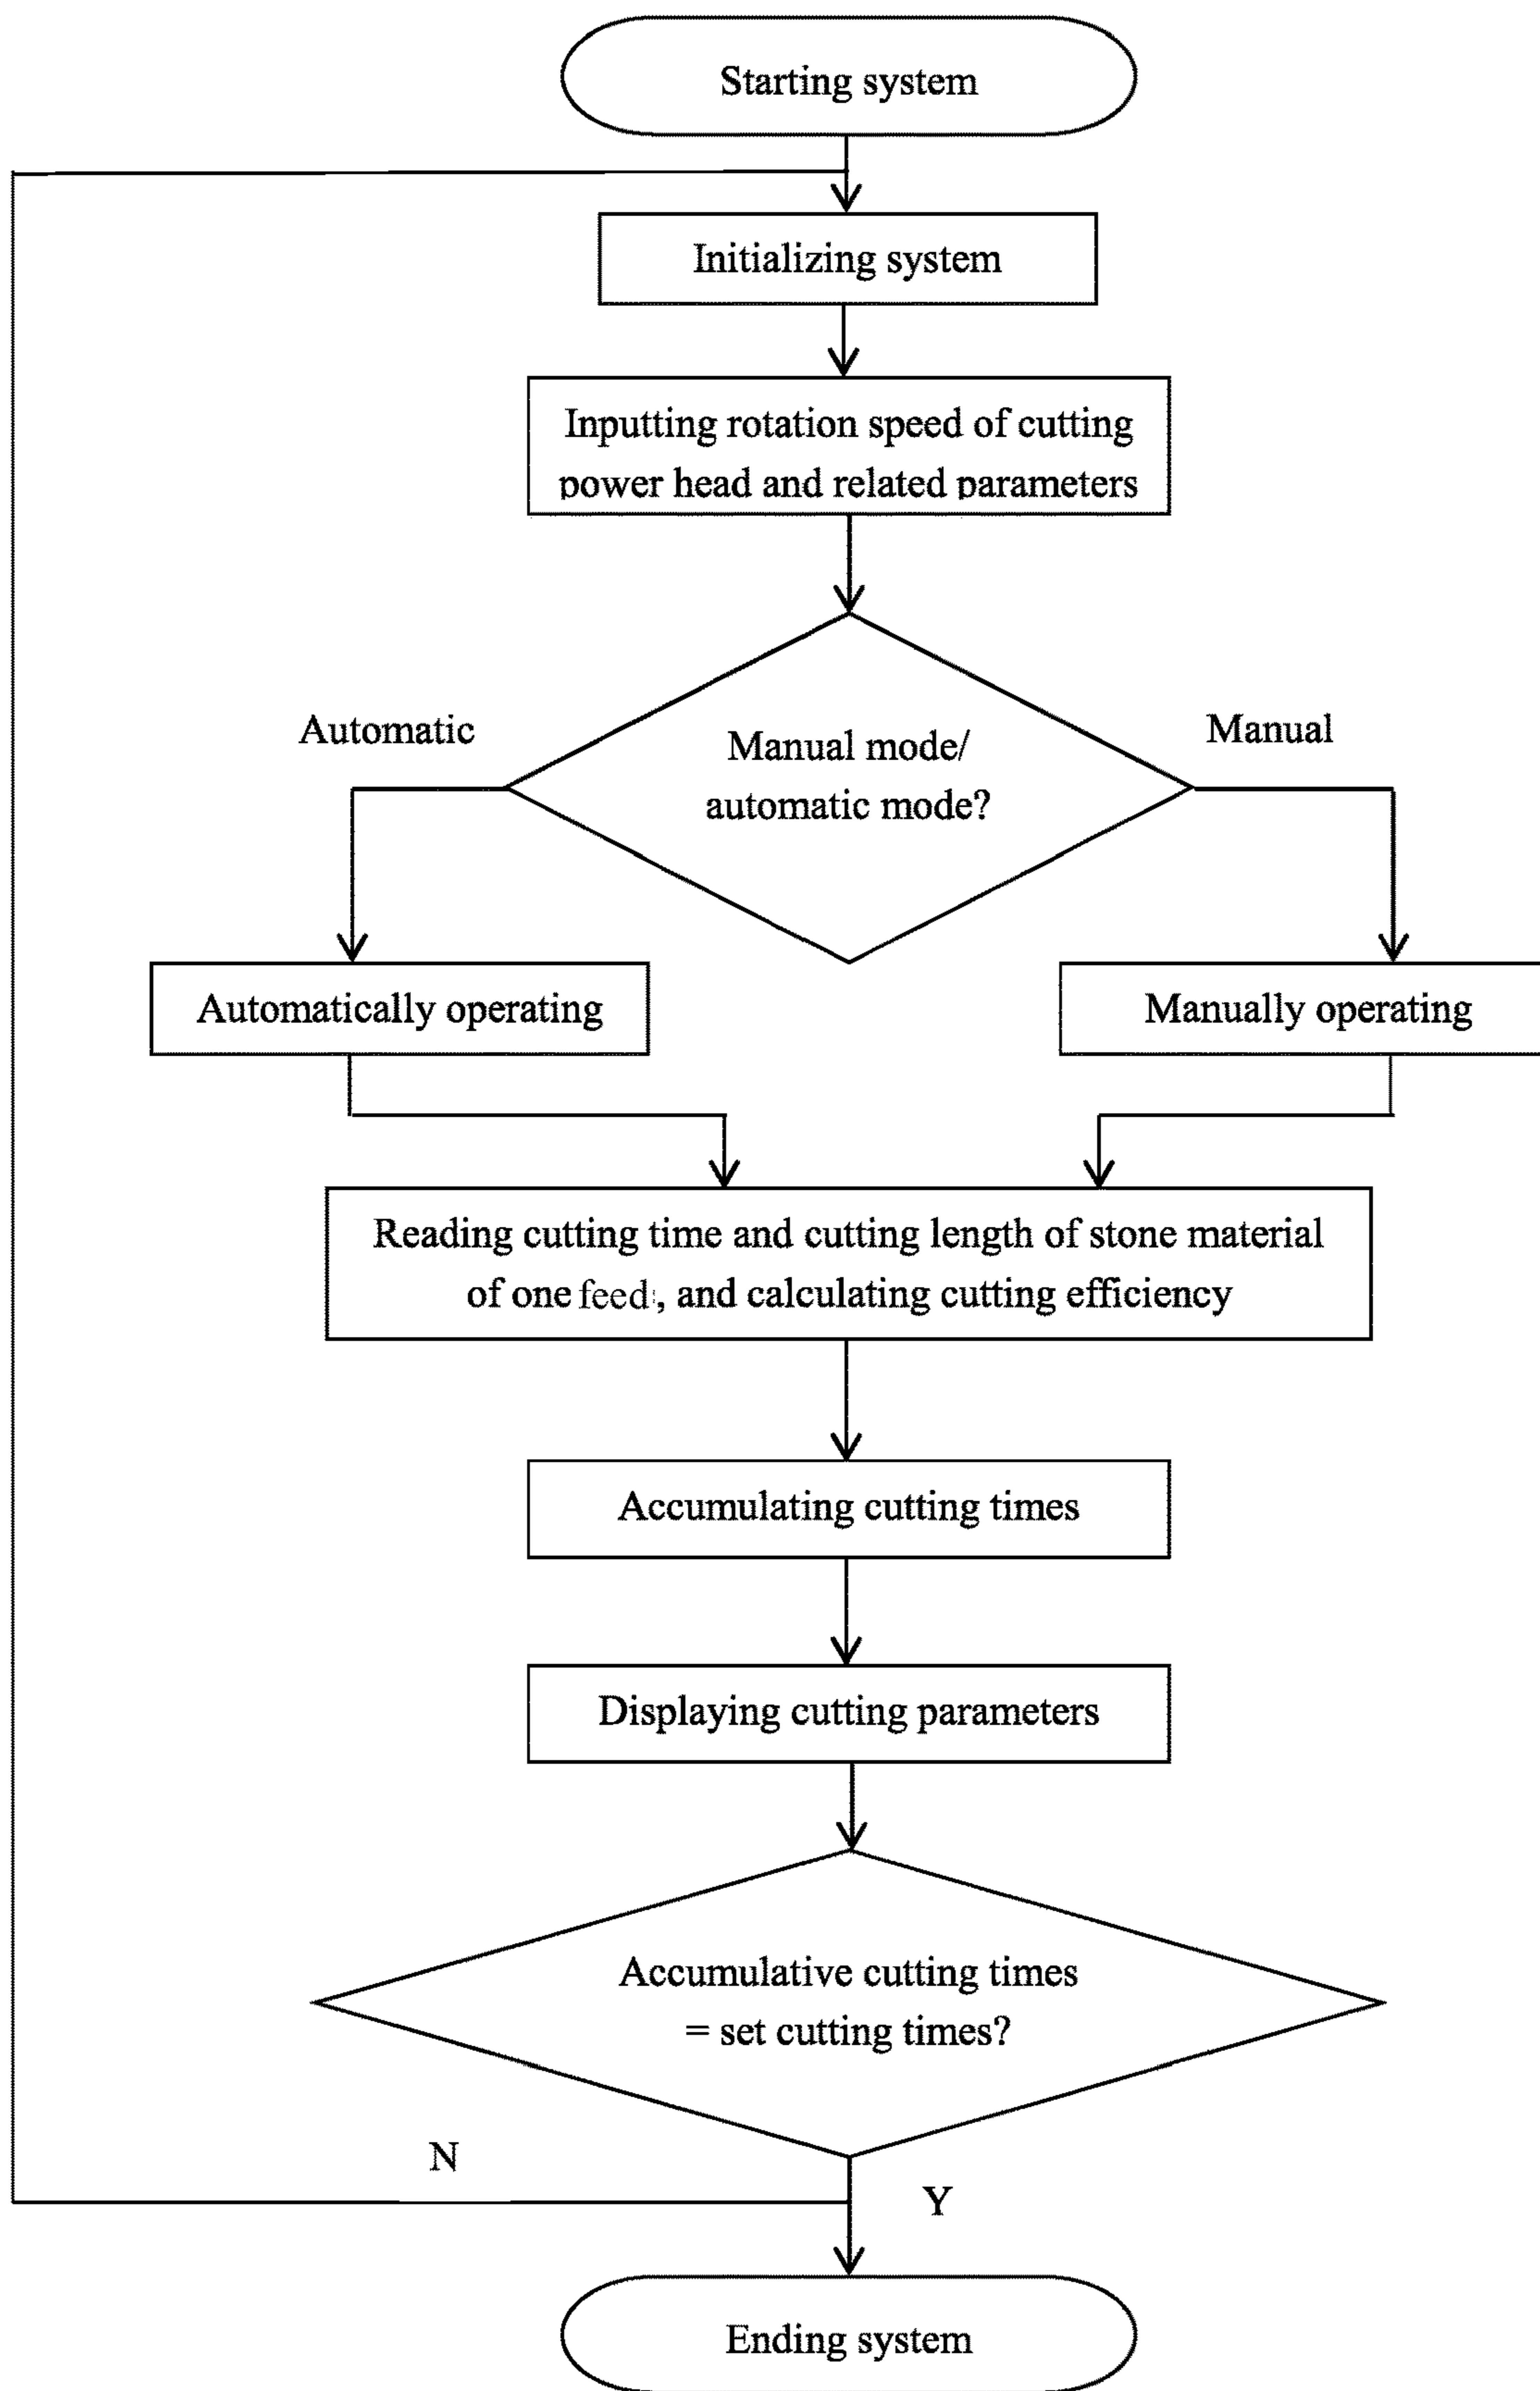 Starting system
Initializing system
Inputting rotation speed of cutting
power head and related parameters
Automatic
Manual mode/
automatic mode?
Manual
Automatically operating
Manually operating
Reading cutting time and cutting length of stone material
of one feed, and calculating cutting efficiency
Accumulating cutting times
Displaying cutting parameters
Accumulative cutting times
= set cutting times?
N
Y
Ending system